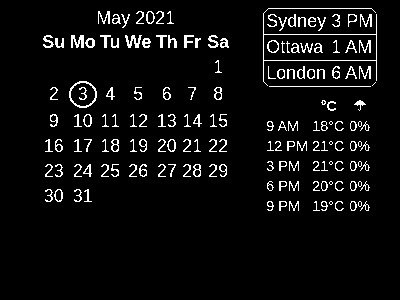 May 2021
Su Mo Tu We Th Fr Sa
1
2 3 4 5 6 7 8
9 10 11 12 13 14 15
16 17 18 19 20 21 22
23 24 25 26 27 28 29
30 31
Sydney 3 PM
Ottawa 1 AM
London 6 AM
°C ☂
9 AM 18°C 0%
12 PM 21°C 0%
3 PM 21°C 0%
6 PM 20°C 0%
9 PM 19°C 0%